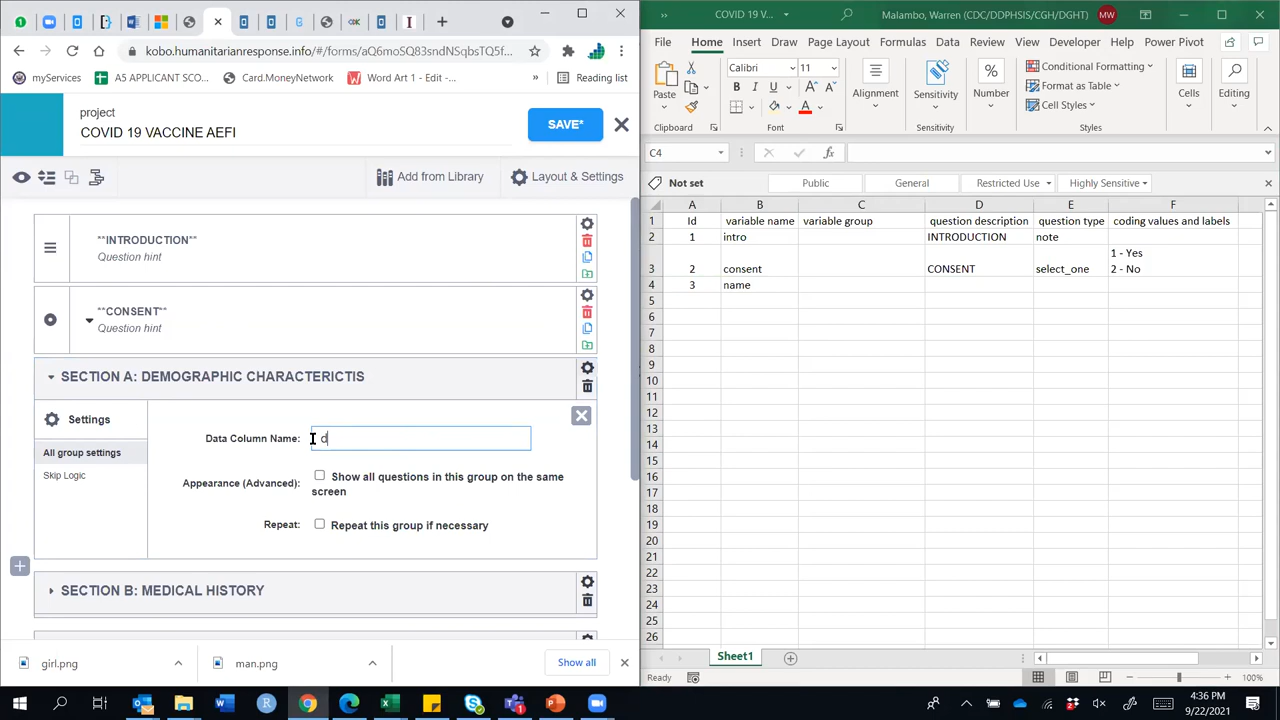 kobo.humanitarianresponse.info/#/forms/aQ6moSQ83sndNSqbsTQ5f...
myServices
A5 APPLICANT SCO...
Card.MoneyNetwork
Word Art 1 - Edit -...
»
Reading list
project
COVID 19 VACCINE AEFI
SAVE*
Add from Library
Layout & Settings
**INTRODUCTION**
Question hint
**CONSENT**
Question hint
SECTION A: DEMOGRAPHIC CHARACTERICTIS
Settings
All group settings
Skip Logic
Data Column Name:
d
Appearance (Advanced):
Show all questions in this group on the same
screen
Repeat:
Repeat this group if necessary
SECTION B: MEDICAL HISTORY
girl.png
man.png
Show all
COVID 19 V...
Malambo, Warren (CDC/DDPHSIS/CGH/DGHT)
MW
File Home Insert Draw Page Layout Formulas Data Review View Developer Help Power Pivot
Paste
Calibri
11
B I U
Alignment
Sensitivity
Number
Conditional Formatting
Format as Table
Cell Styles
Cells
Editing
Clipboard
Font
Sensitivity
Styles
C4
fx
Not set
Public
General
Restricted Use
Highly Sensitive
A B C D E F
1 Id variable name variable group question description question type coding values and labels
2 1 intro INTRODUCTION note
1 - Yes
3 2 consent CONSENT select_one 2 - No
4 3 name
5
6
7
8
9
10
11
12
13
14
15
16
17
18
19
20
21
22
23
24
25
26
Sheet1
Ready
100%
4:36 PM
9/22/2021